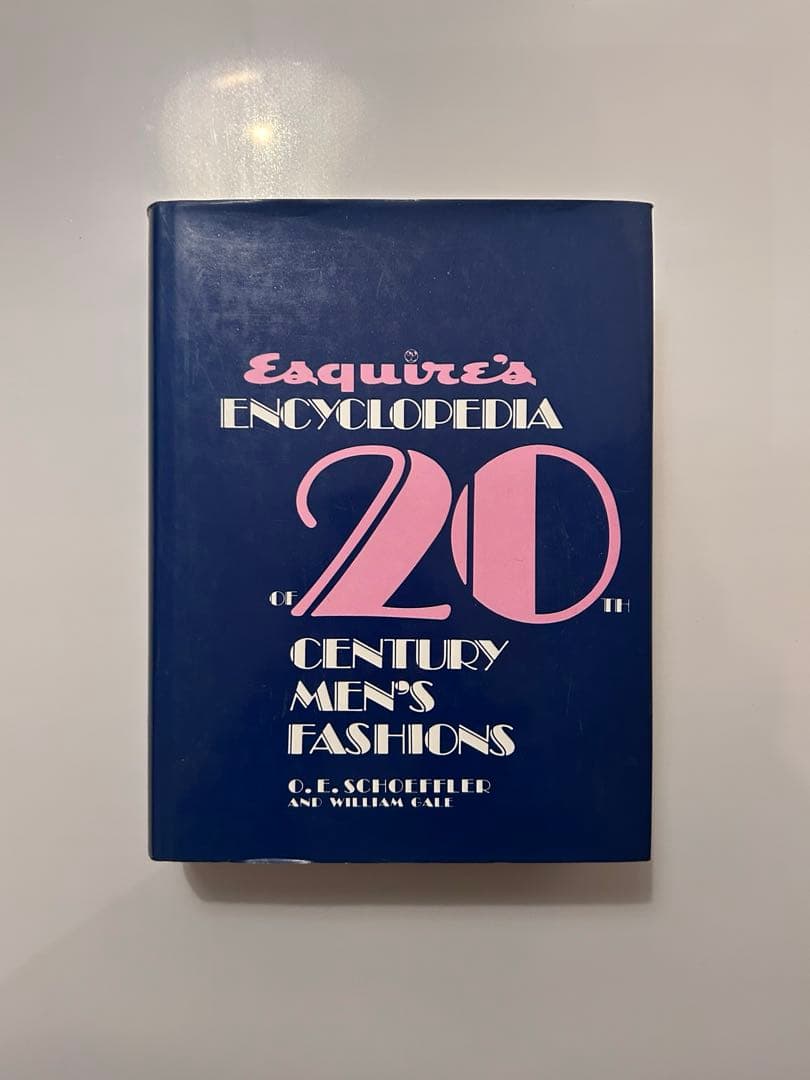 Esquire's
ENCYCLOPEDIA
OF 20TH
CENTURY
MEN'S
FASHIONS
O. E. SCHOEFFLER
AND WILLIAM GALE